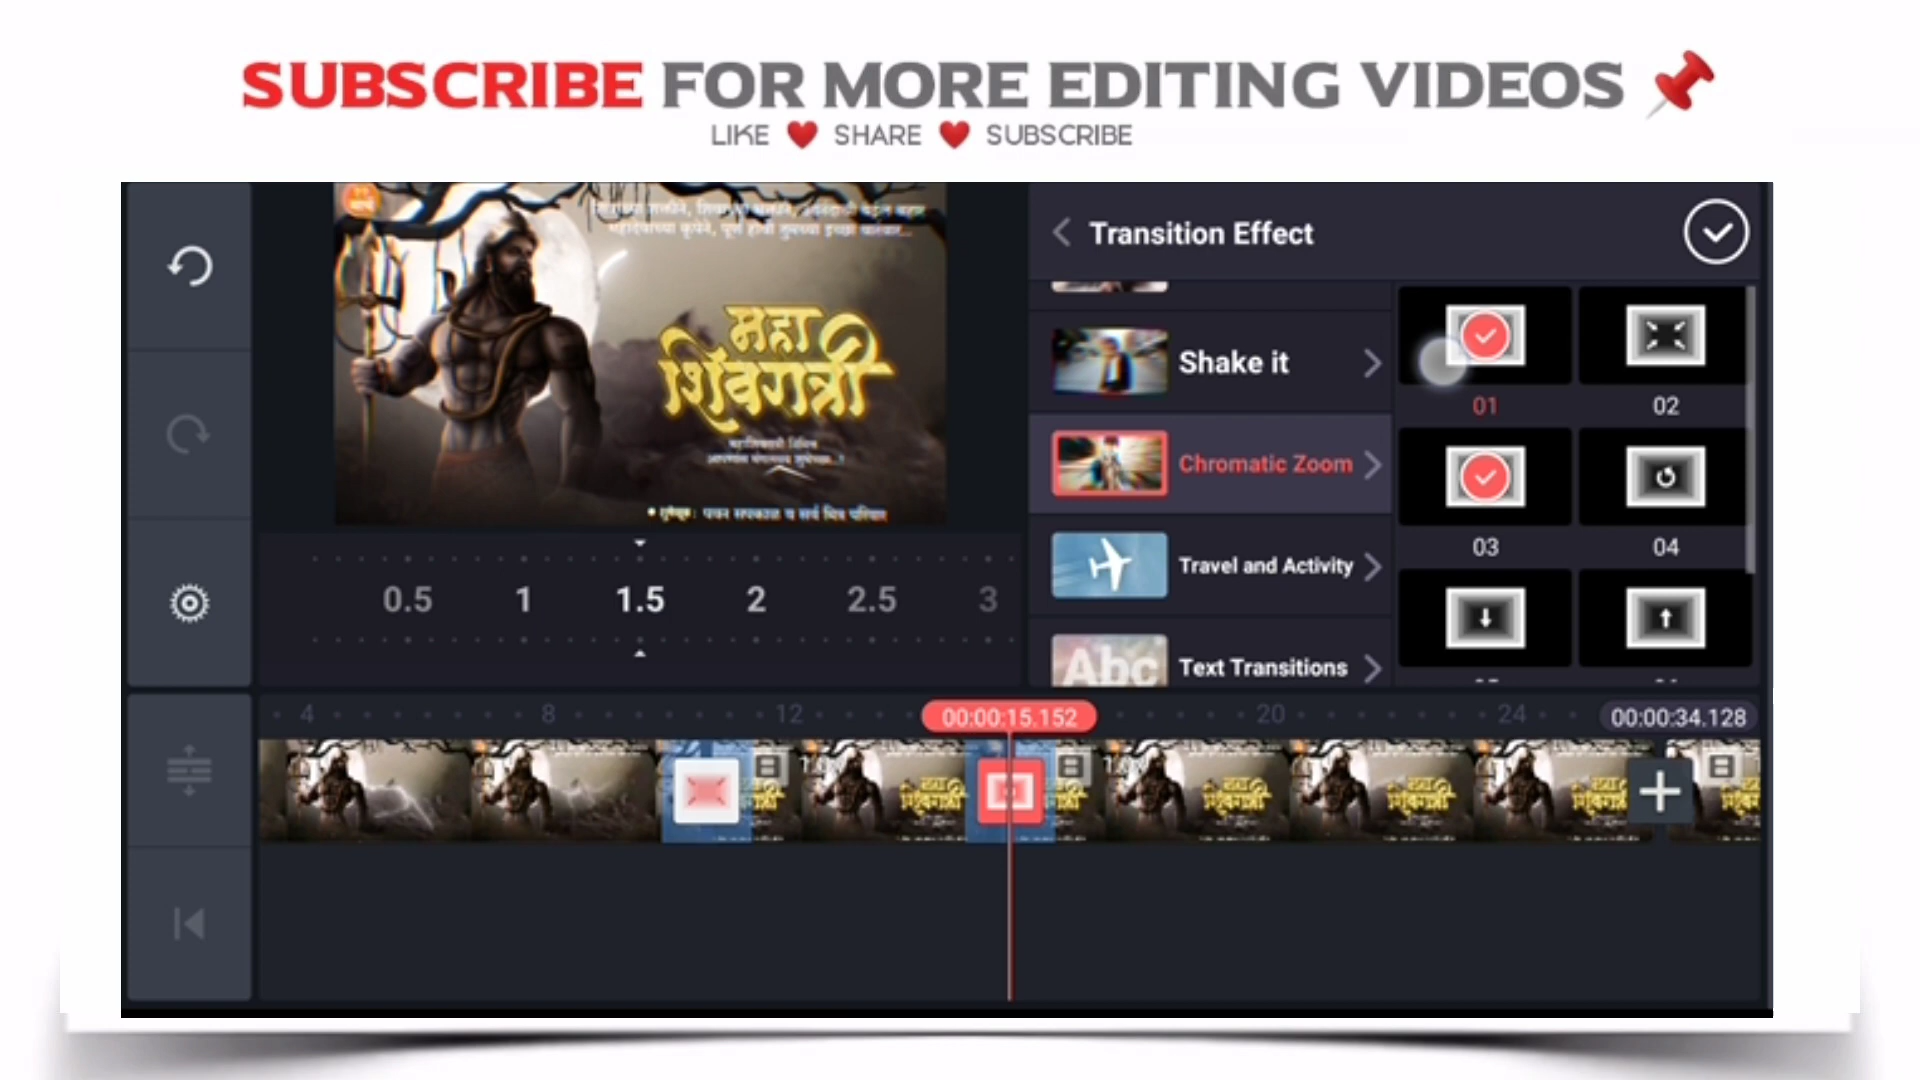 SUBSCRIBE FOR MORE EDITING VIDEOS
LIKE SHARE SUBSCRIBE
Transition Effect
Shake it
Chromatic Zoom
Travel and Activity
Abc
Text Transitions
01
02
03
04
महा
शिवरात्री
0.5 1 1.5 2 2.5 3
4 8 12 00:00:15.152 20 24 00:00:34.128